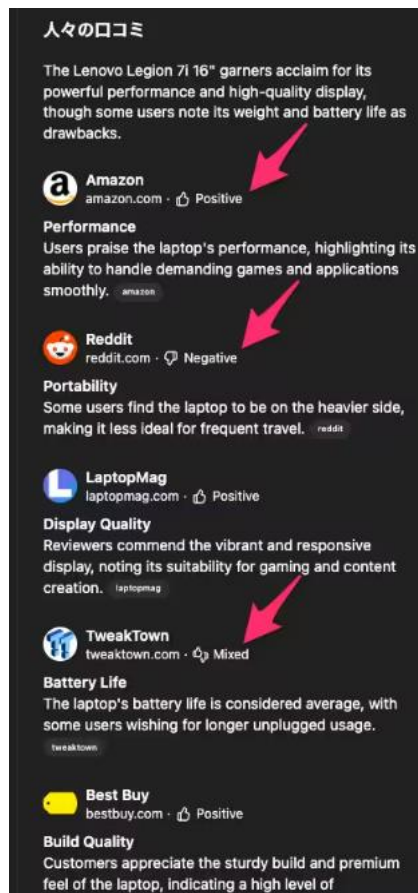 人々の口コミ
The Lenovo Legion 7i 16" garners acclaim for its
powerful performance and high-quality display,
though some users note its weight and battery life as
drawbacks.
a
Amazon
amazon.com · Positive
Performance
Users praise the laptop's performance, highlighting its
ability to handle demanding games and applications
smoothly. amazon
Reddit
reddit.com · Negative
Portability
Some users find the laptop to be on the heavier side,
making it less ideal for frequent travel. reddit
LaptopMag
laptopmag.com · Positive
Display Quality
Reviewers commend the vibrant and responsive
display, noting its suitability for gaming and content
creation. laptopmag
TweakTown
tweaktown.com · Mixed
Battery Life
The laptop's battery life is considered average, with
some users wishing for longer unplugged usage.
tweaktown
Best Buy
bestbuy.com · Positive
Build Quality
Customers appreciate the sturdy build and premium
feel of the laptop, indicating a high level of